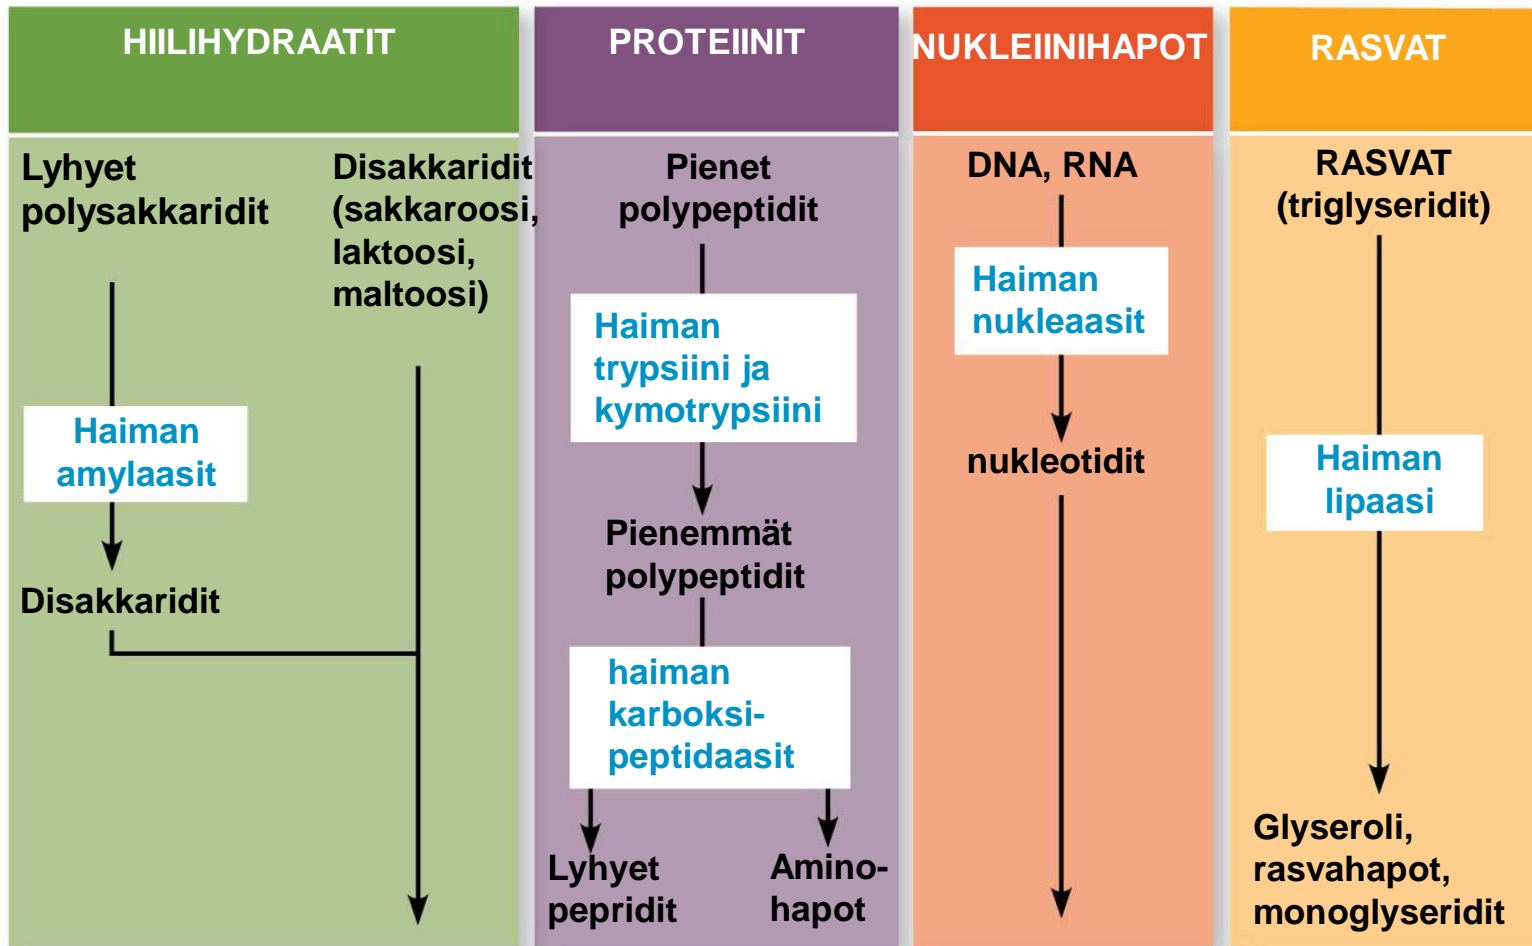 HIILIHYDRAATIT
PROTEIINIT
NUKLEIINIHAPOT
RASVAT
Lyhyet
polysakkaridit
Haiman
amylaasit
Disakkaridit
Disakkaridit
(sakkaroosi,
laktoosi,
maltoosi)
Pienet
polypeptidit
Haiman
trypsiini ja
kymotrypsiini
Pienemmät
polypeptidit
haiman
karboksi-
peptidaasit
Lyhyet
pepridit
Amino-
hapot
DNA, RNA
Haiman
nukleaasit
nukleotidit
RASVAT
(triglyseridit)
Haiman
lipaasi
Glyseroli,
rasvahapot,
monoglyseridit